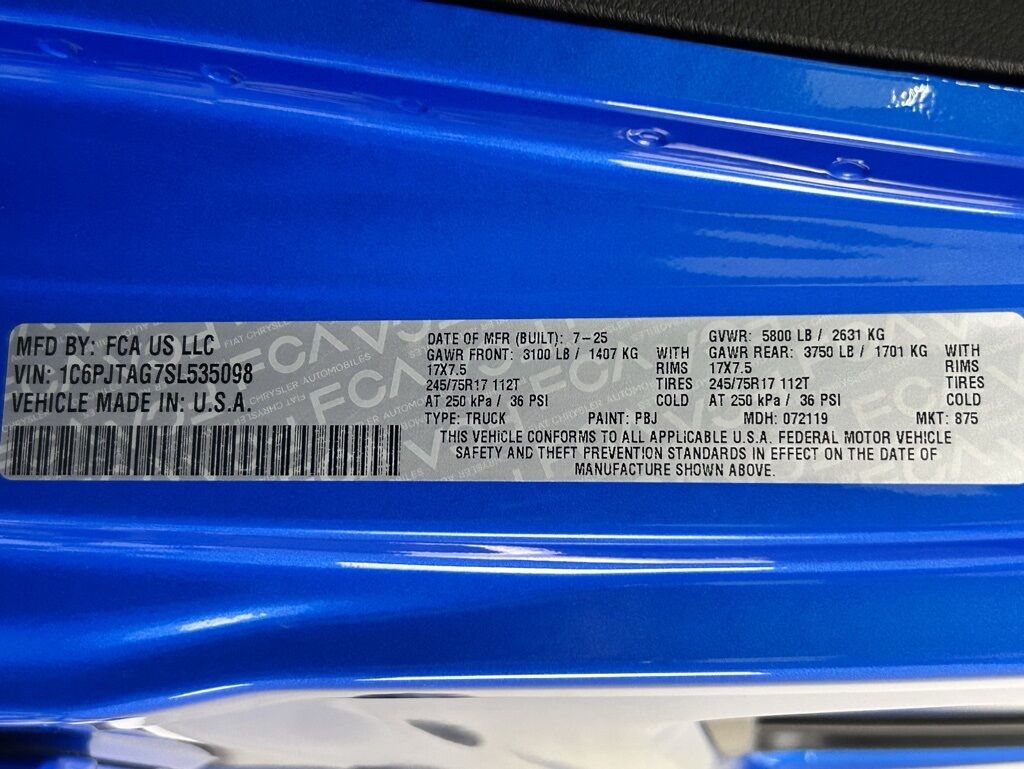 MFD BY: FCA US LLC
VIN: 1C6PJTAG7SL535098
VEHICLE MADE IN: U.S.A.
DATE OF MFR (BUILT): 7-25 GVWR: 5800 LB / 2631 KG
GAWR FRONT: 3100 LB / 1407 KG WITH GAWR REAR: 3750 LB / 1701 KG WITH
17X7.5 RIMS 17X7.5 RIMS
245/75R17 112T TIRES 245/75R17 112T TIRES
AT 250 kPa / 36 PSI COLD AT 250 kPa / 36 PSI COLD
TYPE: TRUCK PAINT: PBJ MDH: 072119 MKT: 875
THIS VEHICLE CONFORMS TO ALL APPLICABLE U.S.A. FEDERAL MOTOR VEHICLE
SAFETY AND THEFT PREVENTION STANDARDS IN EFFECT ON THE DATE OF
MANUFACTURE SHOWN ABOVE.